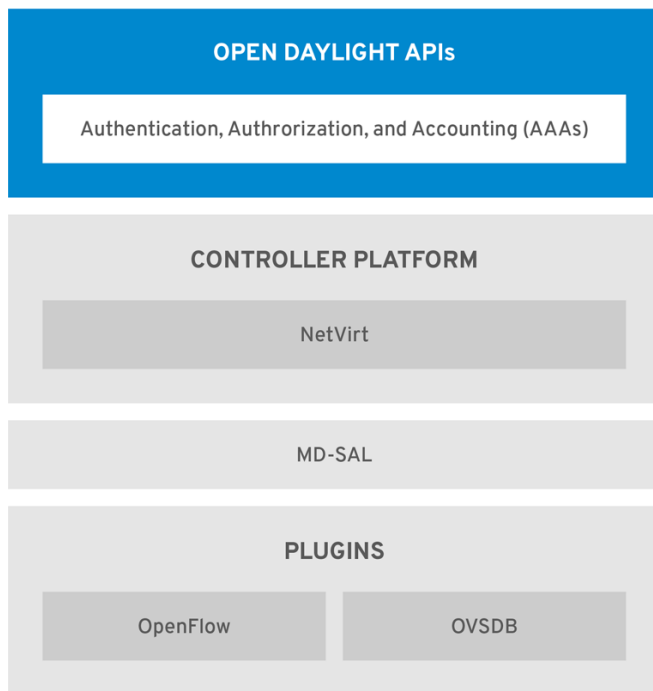 OPEN DAYLIGHT APIs
Authentication, Authrorization, and Accounting (AAAs)
CONTROLLER PLATFORM
NetVirt
MD-SAL
PLUGINS
OpenFlow
OVSDB